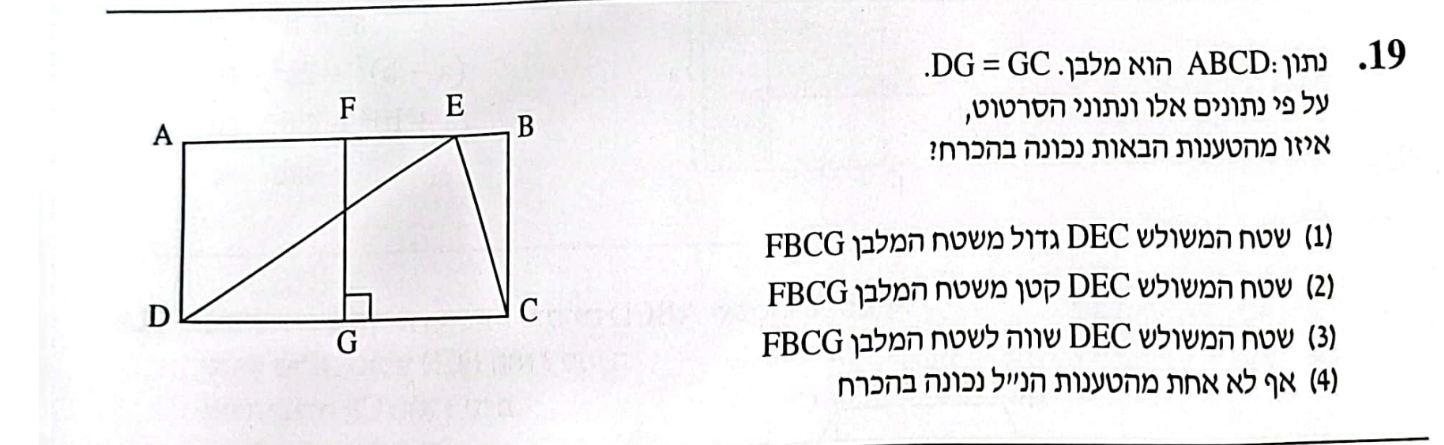 19. נתון: ABCD הוא מלבן. DG = GC.
על פי נתונים אלו ונתוני הסרטוט,
איזו מהטענות הבאות נכונה בהכרח?
(1) שטח המשולש DEC גדול משטח המלבן FBCG
(2) שטח המשולש DEC קטן משטח המלבן FBCG
(3) שטח המשולש DEC שווה לשטח המלבן FBCG
(4) אף לא אחת מהטענות הנ״ל נכונה בהכרח
F E
A B
D C
G